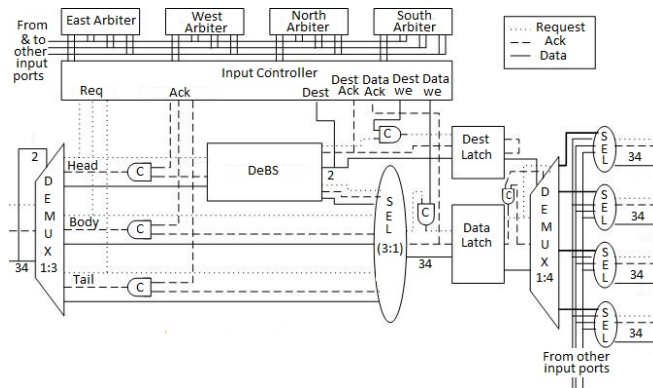 East Arbiter
West
Arbiter
North
Arbiter
South
Arbiter
From
& to
other
input
ports
Request
Ack
Data
Input Controller
Req
Ack
Dest
Dest
Ack
Data
Ack
Dest
we
Data
we
2
Head
C
DeBS
2
C
Dest
Latch
DEMUX
1:3
Body
C
SEL
(3:1)
C
Data
Latch
C
DEMUX
1:4
34
34
Tail
C
SEL
34
SEL
34
SEL
34
SEL
34
From other
input ports